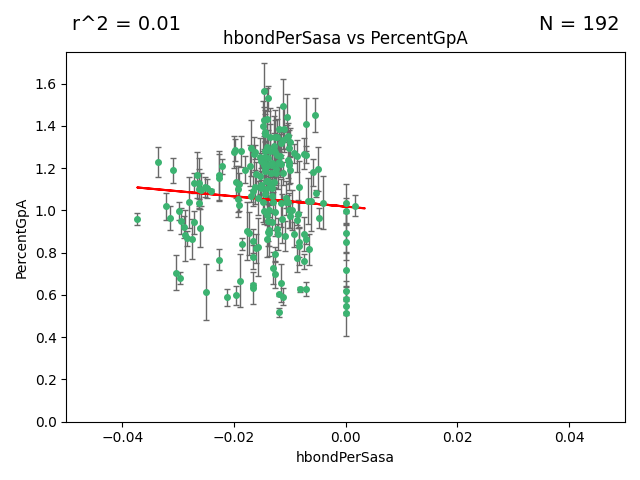 r^2 = 0.01
N = 192
hbondPerSasa vs PercentGpA
PercentGpA
1.6
1.4
1.2
1.0
0.8
0.6
0.4
0.2
0.0
−0.04
−0.02
0.00
0.02
0.04
hbondPerSasa